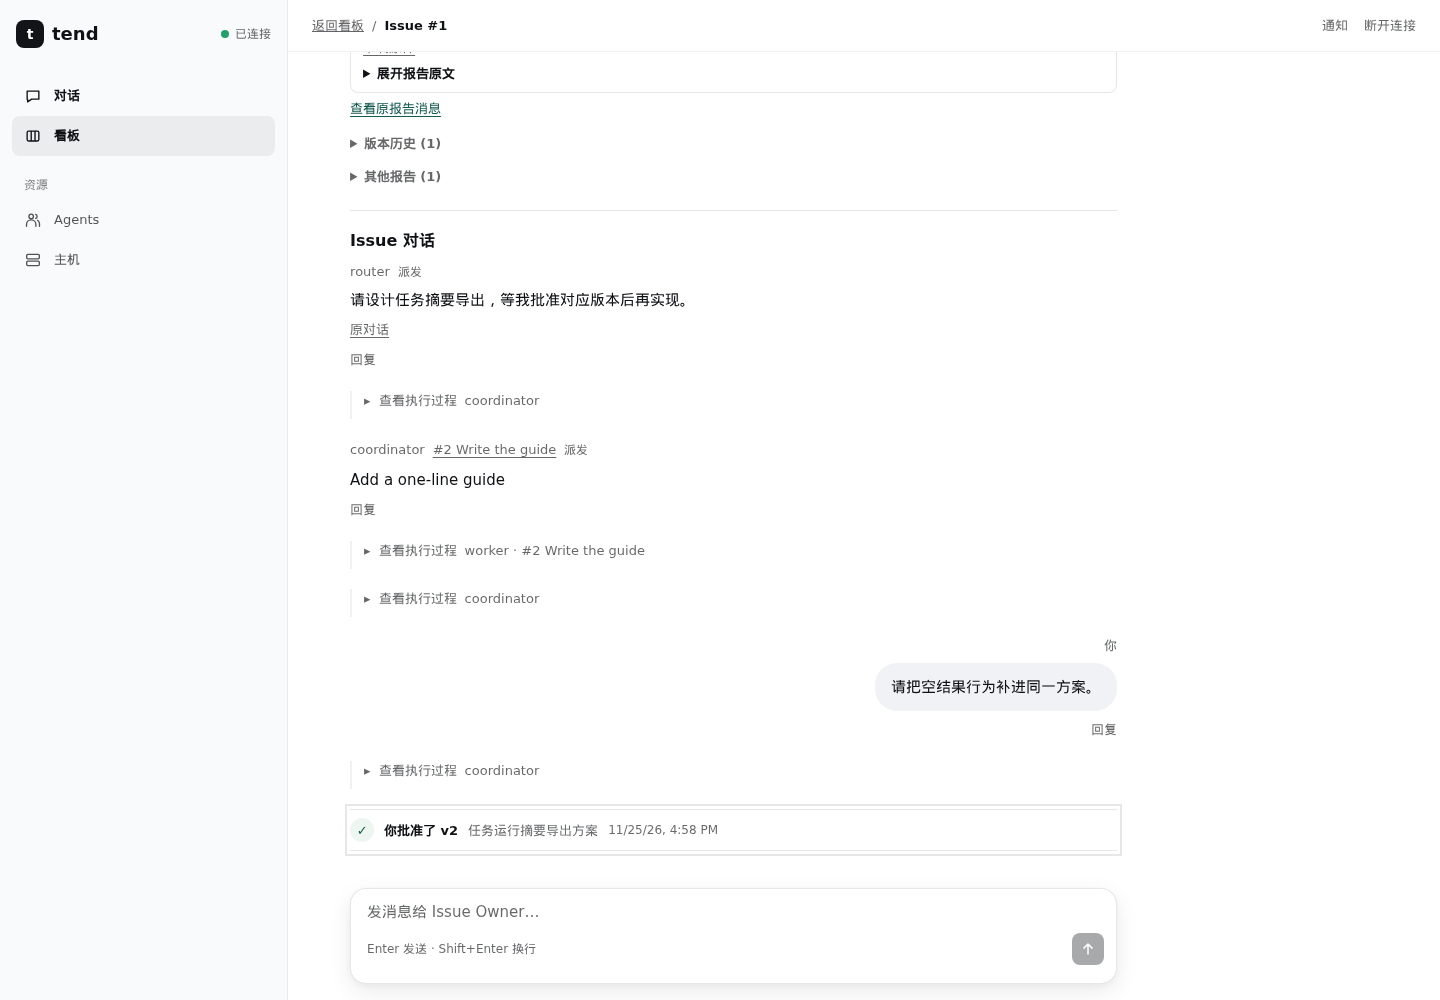 t tend
已连接
对话
看板
资源
Agents
主机
返回看板 / Issue #1
通知 断开连接
▶ 展开报告原文
查看原报告消息
▶ 版本历史 (1)
▶ 其他报告 (1)
Issue 对话
router 派发
请设计任务摘要导出，等我批准对应版本后再实现。
原对话
回复
▸ 查看执行过程 coordinator
coordinator #2 Write the guide 派发
Add a one-line guide
回复
▸ 查看执行过程 worker · #2 Write the guide
▸ 查看执行过程 coordinator
你
请把空结果行为补进同一方案。
回复
▸ 查看执行过程 coordinator
✓ 你批准了 v2 任务运行摘要导出方案 11/25/26, 4:58 PM
发消息给 Issue Owner…
Enter 发送 · Shift+Enter 换行